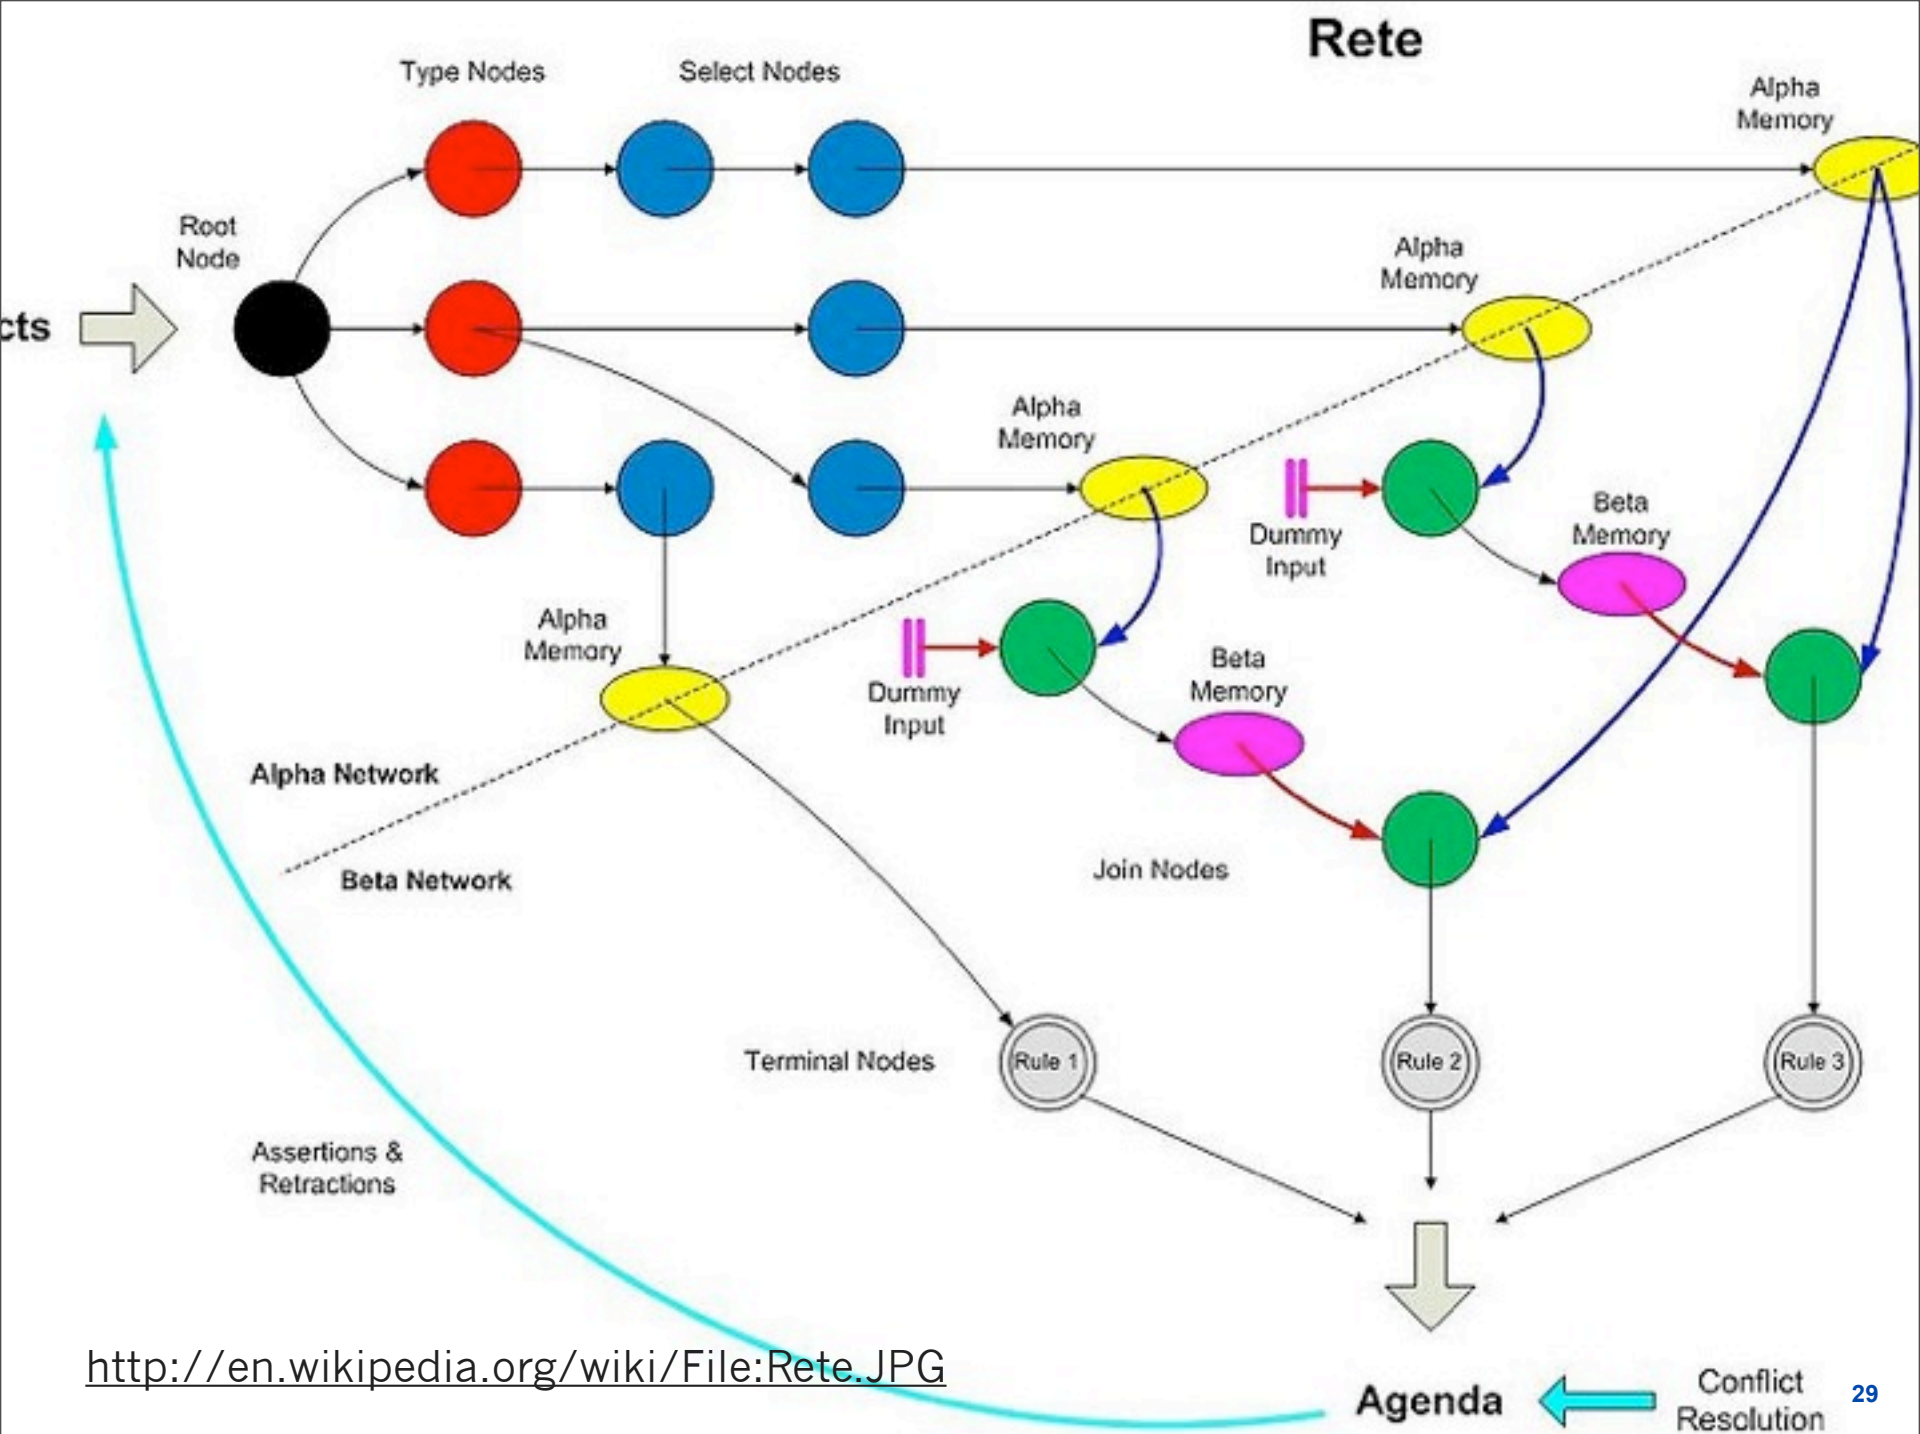 Rete
Type Nodes
Select Nodes
Alpha
Memory
Root
Node
Alpha
Memory
cts
Alpha
Memory
Beta
Memory
Dummy
Input
Alpha
Memory
Beta
Memory
Dummy
Input
Alpha Network
Beta Network
Join Nodes
Terminal Nodes
Rule 1
Rule 2
Rule 3
Assertions &
Retractions
http://en.wikipedia.org/wiki/File:Rete.JPG
Agenda
Conflict
Resolution
29